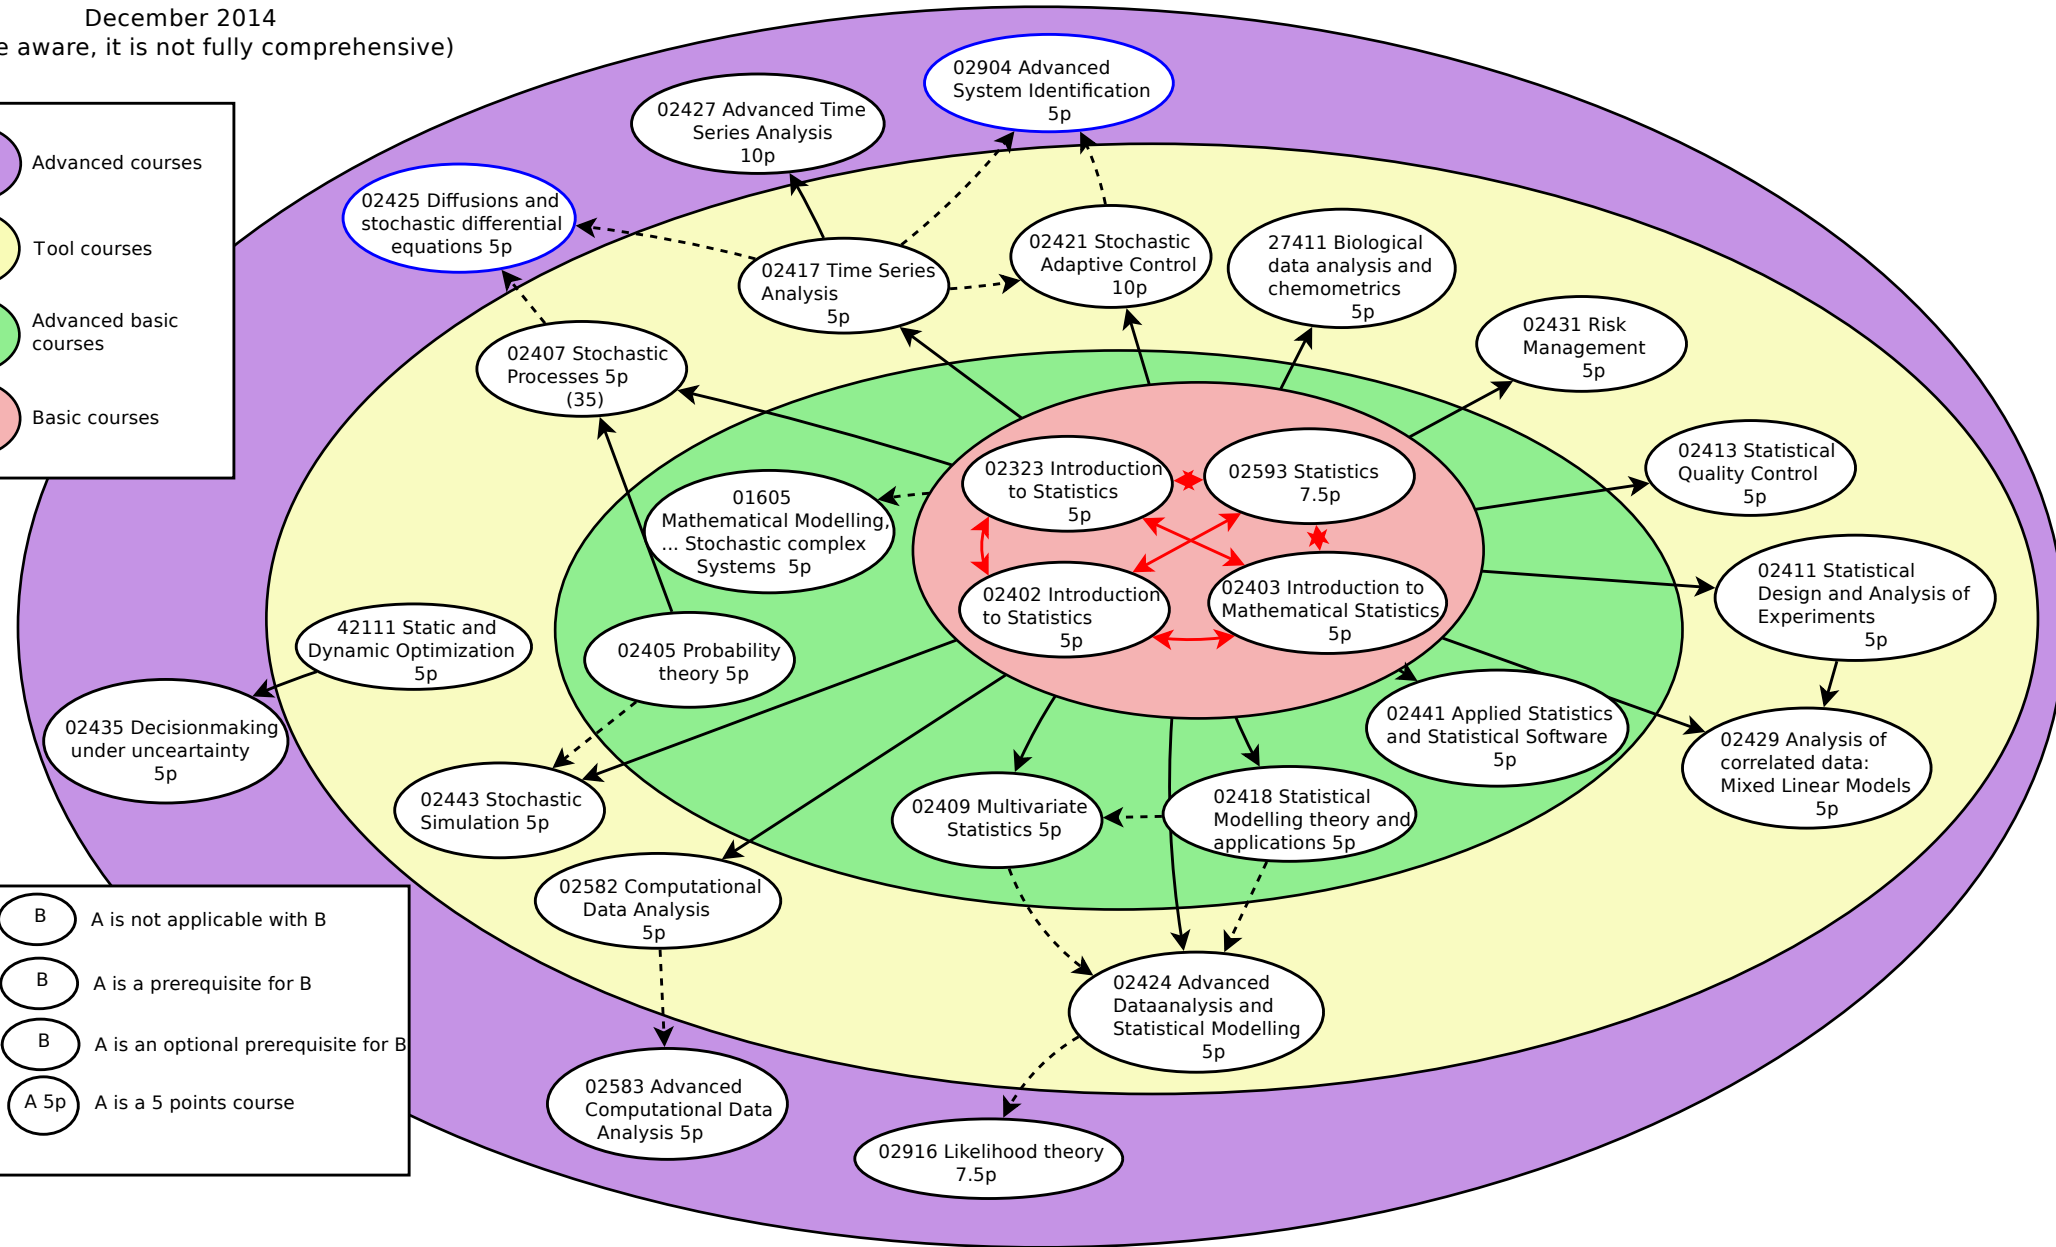 December 2014
e aware, it is not fully comprehensive)
Advanced courses
Tool courses
Advanced basic
courses
Basic courses
02904 Advanced
System Identification
5p
02427 Advanced Time
Series Analysis
10p
02425 Diffusions and
stochastic differential
equations 5p
02417 Time Series
Analysis
5p
02421 Stochastic
Adaptive Control
10p
27411 Biological
data analysis and
chemometrics
5p
02431 Risk
Management
5p
02407 Stochastic
Processes 5p
(35)
02413 Statistical
Quality Control
5p
01605
Mathematical Modelling,
... Stochastic complex
Systems 5p
02323 Introduction
to Statistics
5p
02593 Statistics
7.5p
02402 Introduction
to Statistics
5p
02403 Introduction to
Mathematical Statistics
5p
02411 Statistical
Design and Analysis of
Experiments
5p
42111 Static and
Dynamic Optimization
5p
02405 Probability
theory 5p
02435 Decisionmaking
under unceartainty
5p
02441 Applied Statistics
and Statistical Software
5p
02429 Analysis of
correlated data:
Mixed Linear Models
5p
02443 Stochastic
Simulation 5p
02409 Multivariate
Statistics 5p
02418 Statistical
Modelling theory and
applications 5p
02582 Computational
Data Analysis
5p
02424 Advanced
Dataanalysis and
Statistical Modelling
5p
02583 Advanced
Computational Data
Analysis 5p
02916 Likelihood theory
7.5p
B A is not applicable with B
B A is a prerequisite for B
B A is an optional prerequisite for B
A 5p A is a 5 points course